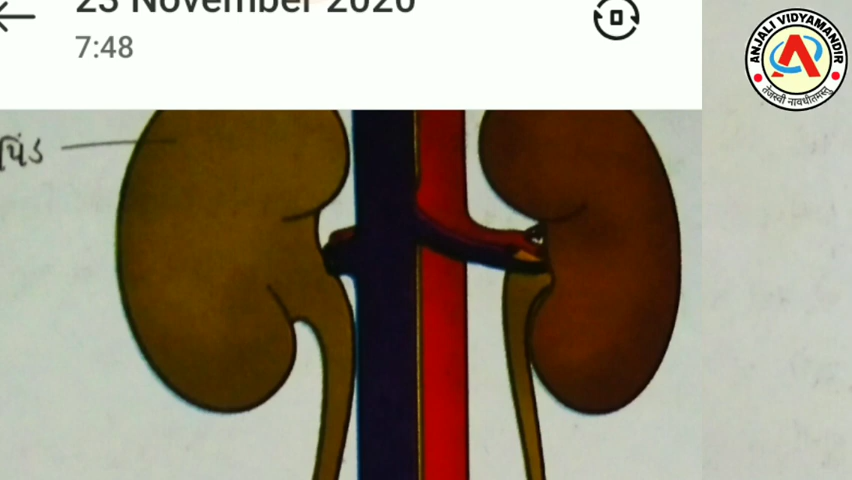 23 November 2020
7:48
ANJALI VIDYAMANDIR
तेजस्वी नावधीतमस्तु
પિંડ